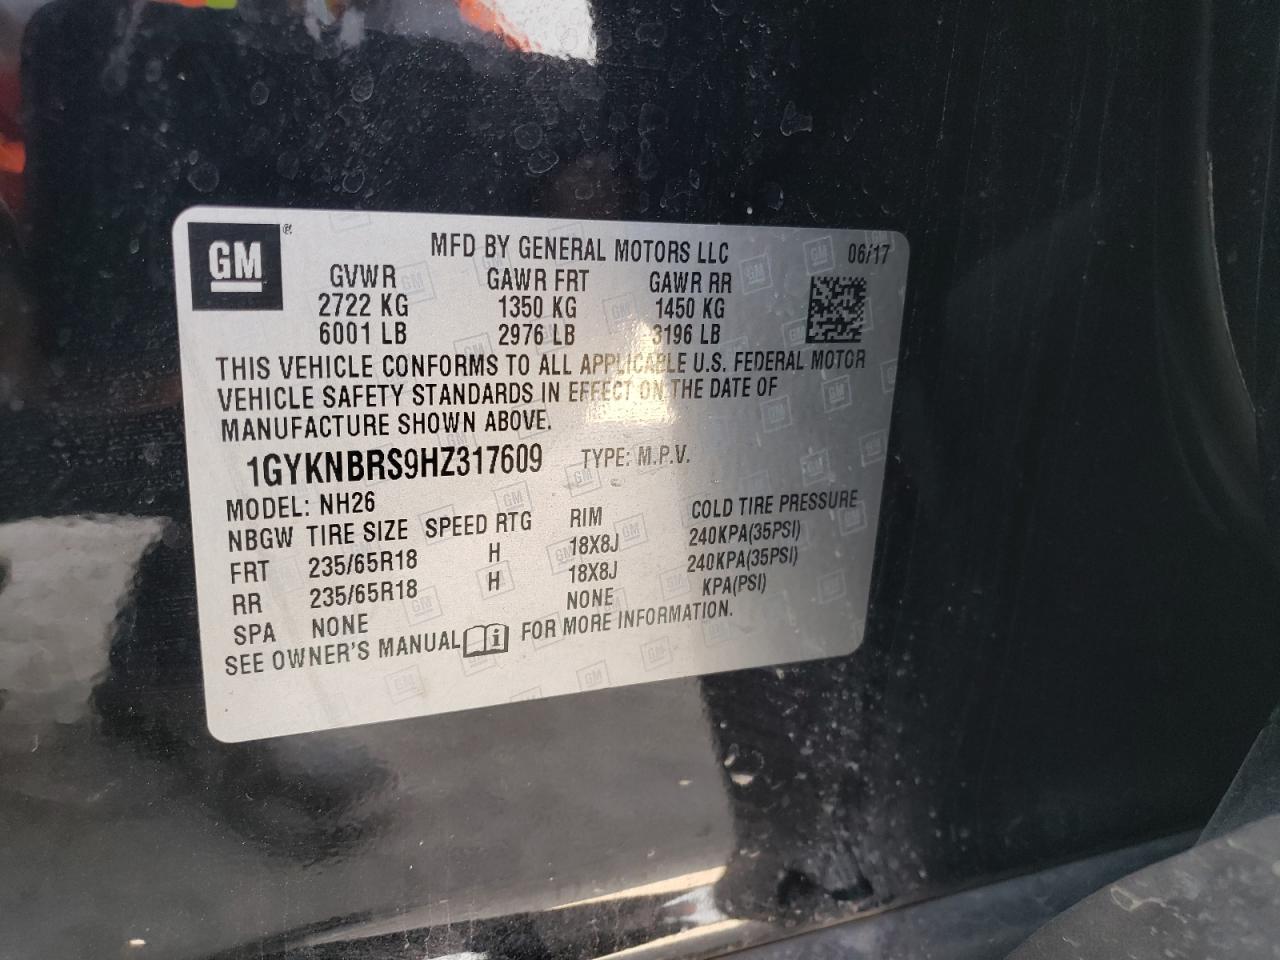 GM ®
MFD BY GENERAL MOTORS LLC 06/17
GVWR GAWR FRT GAWR RR
2722 KG 1350 KG 1450 KG
6001 LB 2976 LB 3196 LB
THIS VEHICLE CONFORMS TO ALL APPLICABLE U.S. FEDERAL MOTOR
VEHICLE SAFETY STANDARDS IN EFFECT ON THE DATE OF
MANUFACTURE SHOWN ABOVE.
1GYKNBRS9HZ317609 TYPE: M.P.V.
MODEL: NH26
NBGW TIRE SIZE SPEED RTG RIM COLD TIRE PRESSURE
FRT 235/65R18 H 18X8J 240KPA(35PSI)
RR 235/65R18 H 18X8J 240KPA(35PSI)
SPA NONE NONE KPA(PSI)
SEE OWNER'S MANUAL i FOR MORE INFORMATION.